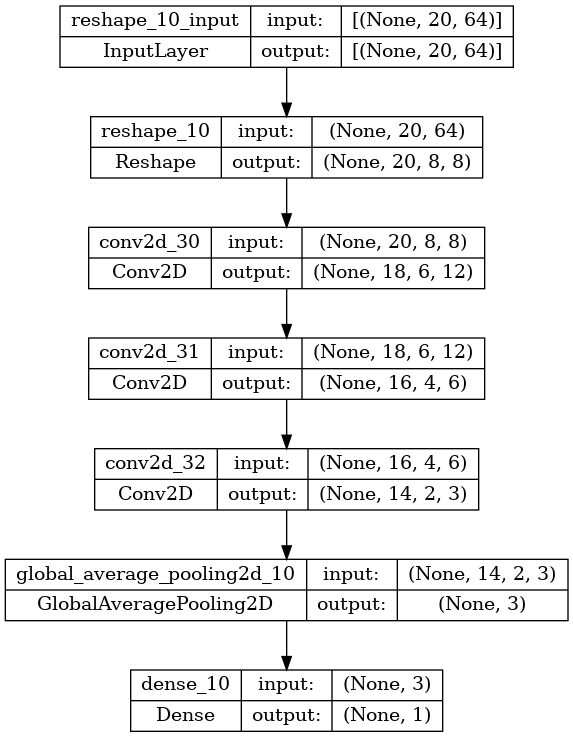 reshape_10_input input: [(None, 20, 64)]
InputLayer output: [(None, 20, 64)]
reshape_10 input: (None, 20, 64)
Reshape output: (None, 20, 8, 8)
conv2d_30 input: (None, 20, 8, 8)
Conv2D output: (None, 18, 6, 12)
conv2d_31 input: (None, 18, 6, 12)
Conv2D output: (None, 16, 4, 6)
conv2d_32 input: (None, 16, 4, 6)
Conv2D output: (None, 14, 2, 3)
global_average_pooling2d_10 input: (None, 14, 2, 3)
GlobalAveragePooling2D output: (None, 3)
dense_10 input: (None, 3)
Dense output: (None, 1)